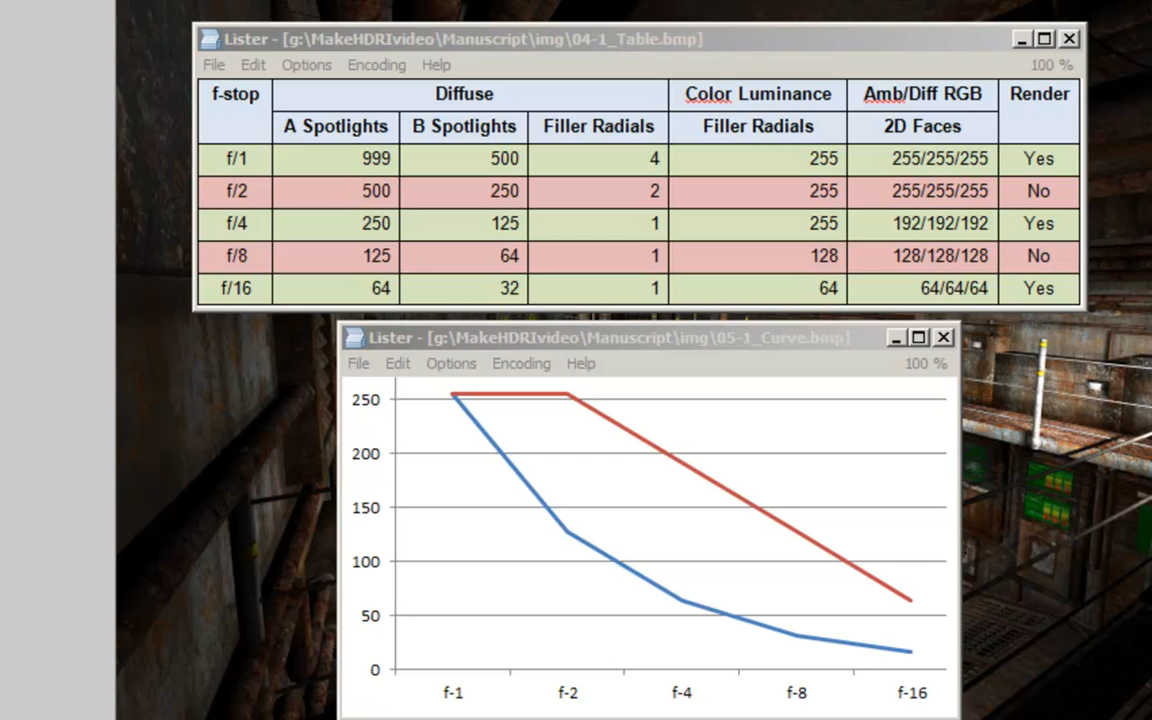 Lister - [g:\MakeHDRIvideo\Manuscript\img\04-1_Table.bmp]
File Edit Options Encoding Help 100 %
f-stop Diffuse Color Luminance Amb/Diff RGB Render
A Spotlights B Spotlights Filler Radials Filler Radials 2D Faces
f/1 999 500 4 255 255/255/255 Yes
f/2 500 250 2 255 255/255/255 No
f/4 250 125 1 255 192/192/192 Yes
f/8 125 64 1 128 128/128/128 No
f/16 64 32 1 64 64/64/64 Yes
Lister - [g:\MakeHDRIvideo\Manuscript\img\05-1_Curve.bmp]
File Edit Options Encoding Help 100 %
250
200
150
100
50
0
f-1 f-2 f-4 f-8 f-16